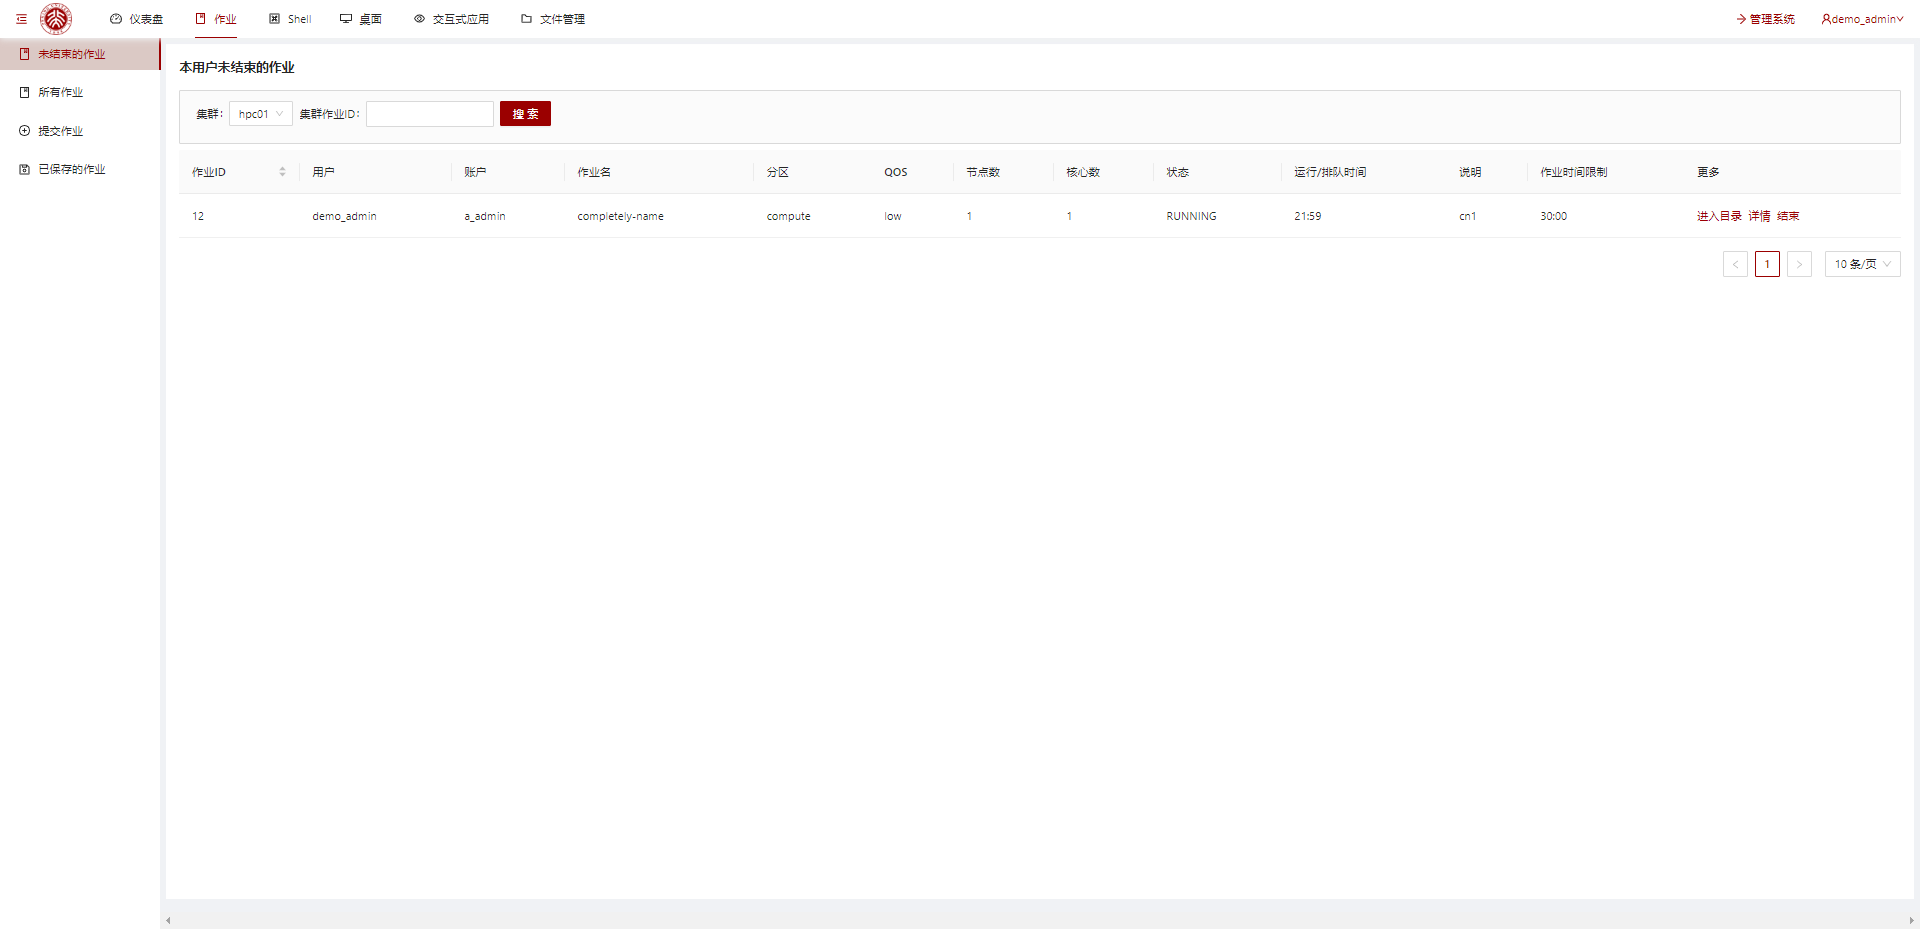 仪表盘 作业 Shell 桌面 交互式应用 文件管理 管理系统 demo_admin
未结束的作业
所有作业
提交作业
已保存的作业
本用户未结束的作业
集群: hpc01 集群作业ID: 搜 索
作业ID 用户 账户 作业名 分区 QOS 节点数 核心数 状态 运行/排队时间 说明 作业时间限制 更多
12 demo_admin a_admin completely-name compute low 1 1 RUNNING 21:59 cn1 30:00 进入目录 详情 结束
< 1 > 10 条/页